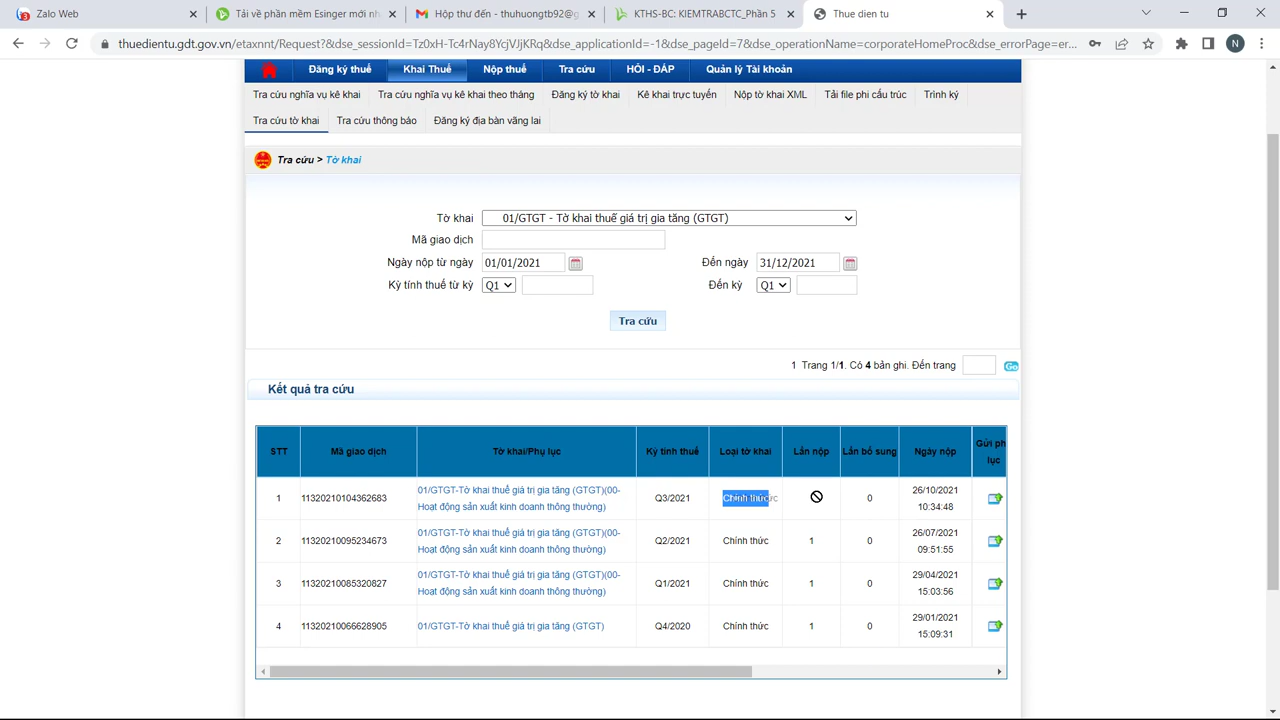 Zalo Web
Tải về phần mềm Esinger mới nh
Hộp thư đến - thuhuongtb92@g
KTHS-BC: KIEMTRABCTC_Phần 5
Thue dien tu
thuedientu.gdt.gov.vn/etaxnnt/Request?&dse_sessionId=Tz0xH-Tc4rNay8YcjVJjKRq&dse_applicationId=-1&dse_pageId=7&dse_operationName=corporateHomeProc&dse_errorPage=er...
N
Đăng ký thuế Khai Thuế Nộp thuế Tra cứu HỎI - ĐÁP Quản lý Tài khoản
Tra cứu nghĩa vụ kê khai Tra cứu nghĩa vụ kê khai theo tháng Đăng ký tờ khai Kê khai trực tuyến Nộp tờ khai XML Tải file phi cấu trúc Trình ký
Tra cứu tờ khai Tra cứu thông báo Đăng ký địa bàn vãng lai
Tra cứu > Tờ khai
Tờ khai 01/GTGT - Tờ khai thuế giá trị gia tăng (GTGT)
Mã giao dịch
Ngày nộp từ ngày 01/01/2021 Đến ngày 31/12/2021
Kỳ tính thuế từ kỳ Q1 Đến kỳ Q1
Tra cứu
1 Trang 1/1. Có 4 bản ghi. Đến trang Go
Kết quả tra cứu
STT Mã giao dịch Tờ khai/Phụ lục Kỳ tính thuế Loại tờ khai Lần nộp Lần bổ sung Ngày nộp Gửi ph
lục
1 11320210104362683 01/GTGT-Tờ khai thuế giá trị gia tăng (GTGT)(00- Q3/2021 Chính thức 0 26/10/2021
Hoạt động sản xuất kinh doanh thông thường) 10:34:48
2 11320210095234673 01/GTGT-Tờ khai thuế giá trị gia tăng (GTGT)(00- Q2/2021 Chính thức 1 0 26/07/2021
Hoạt động sản xuất kinh doanh thông thường) 09:51:55
3 11320210085320827 01/GTGT-Tờ khai thuế giá trị gia tăng (GTGT)(00- Q1/2021 Chính thức 1 0 29/04/2021
Hoạt động sản xuất kinh doanh thông thường) 15:03:56
4 11320210066628905 01/GTGT-Tờ khai thuế giá trị gia tăng (GTGT) Q4/2020 Chính thức 1 0 29/01/2021
15:09:31